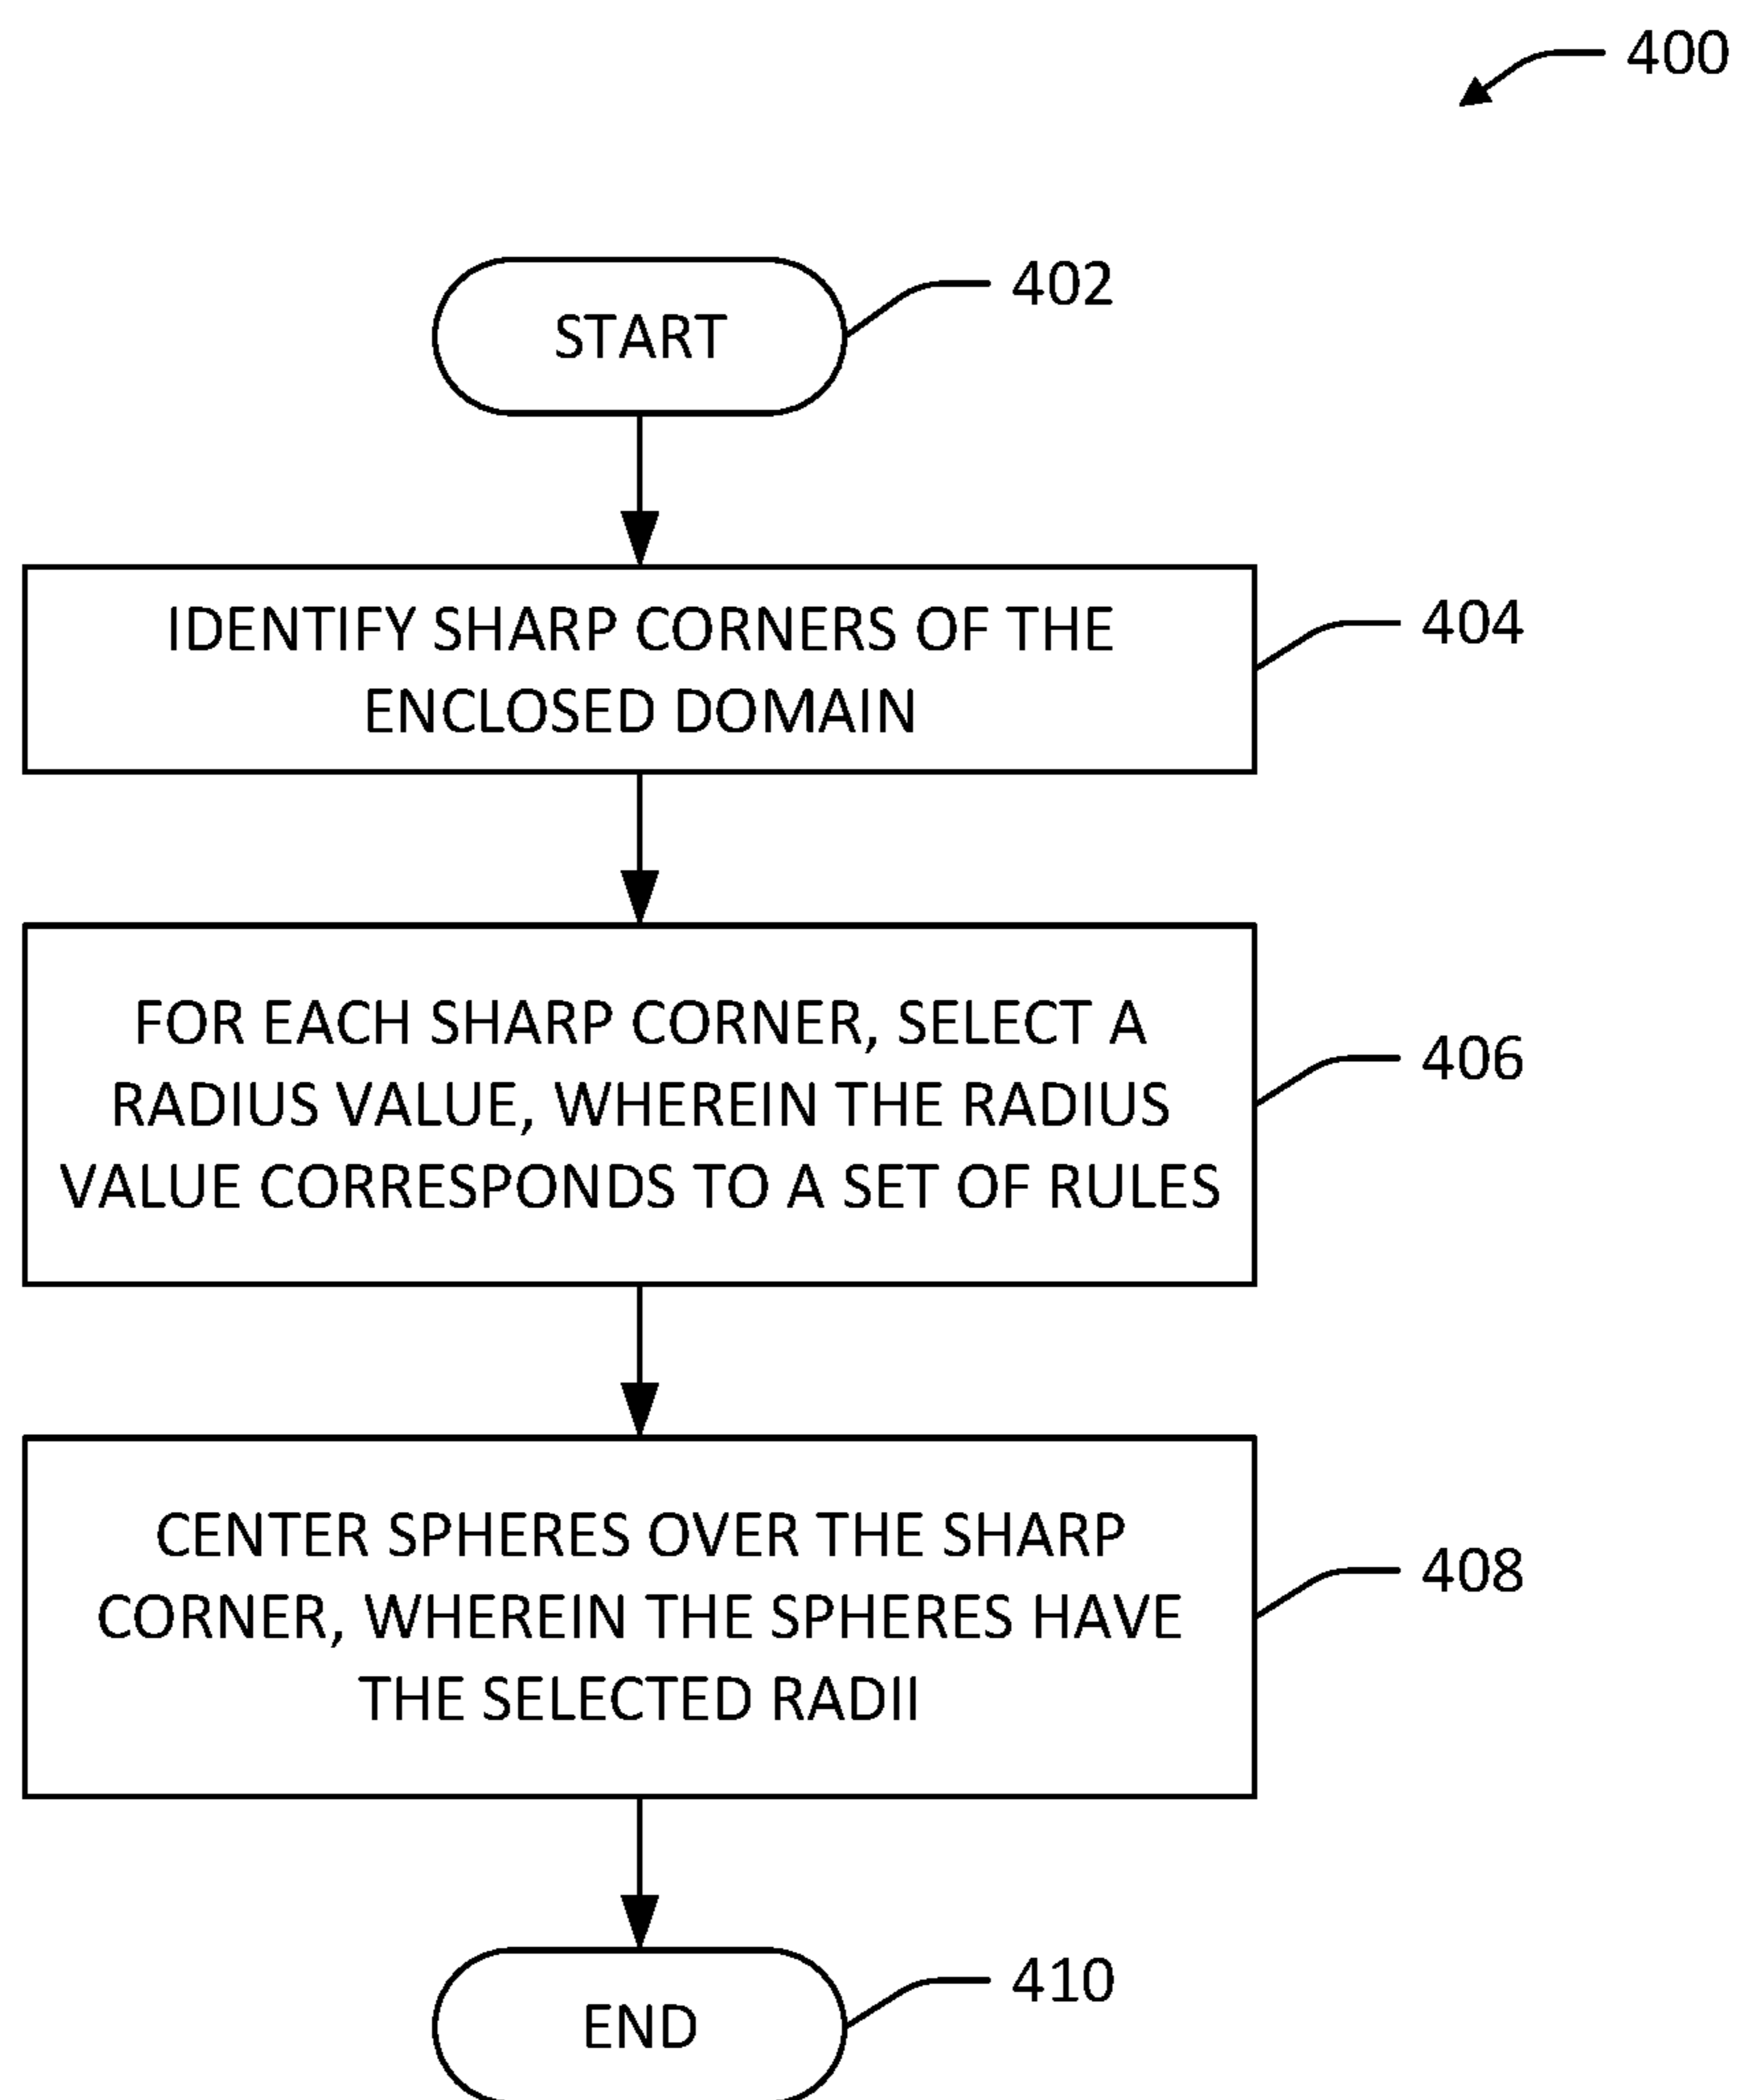 400
START
402
IDENTIFY SHARP CORNERS OF THE
ENCLOSED DOMAIN
404
FOR EACH SHARP CORNER, SELECT A
RADIUS VALUE, WHEREIN THE RADIUS
VALUE CORRESPONDS TO A SET OF RULES
406
CENTER SPHERES OVER THE SHARP
CORNER, WHEREIN THE SPHERES HAVE
THE SELECTED RADII
408
END
410